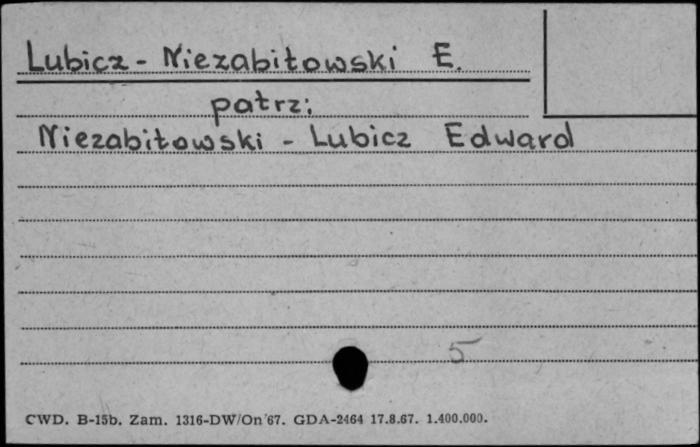 Lubicz - Niezabitowski E.
patrz:
Niezabitowski - Lubicz Edward
5
CWD. B-15b. Zam. 1316-DW/On'67. GDA-2464 17.8.67. 1.400.000.